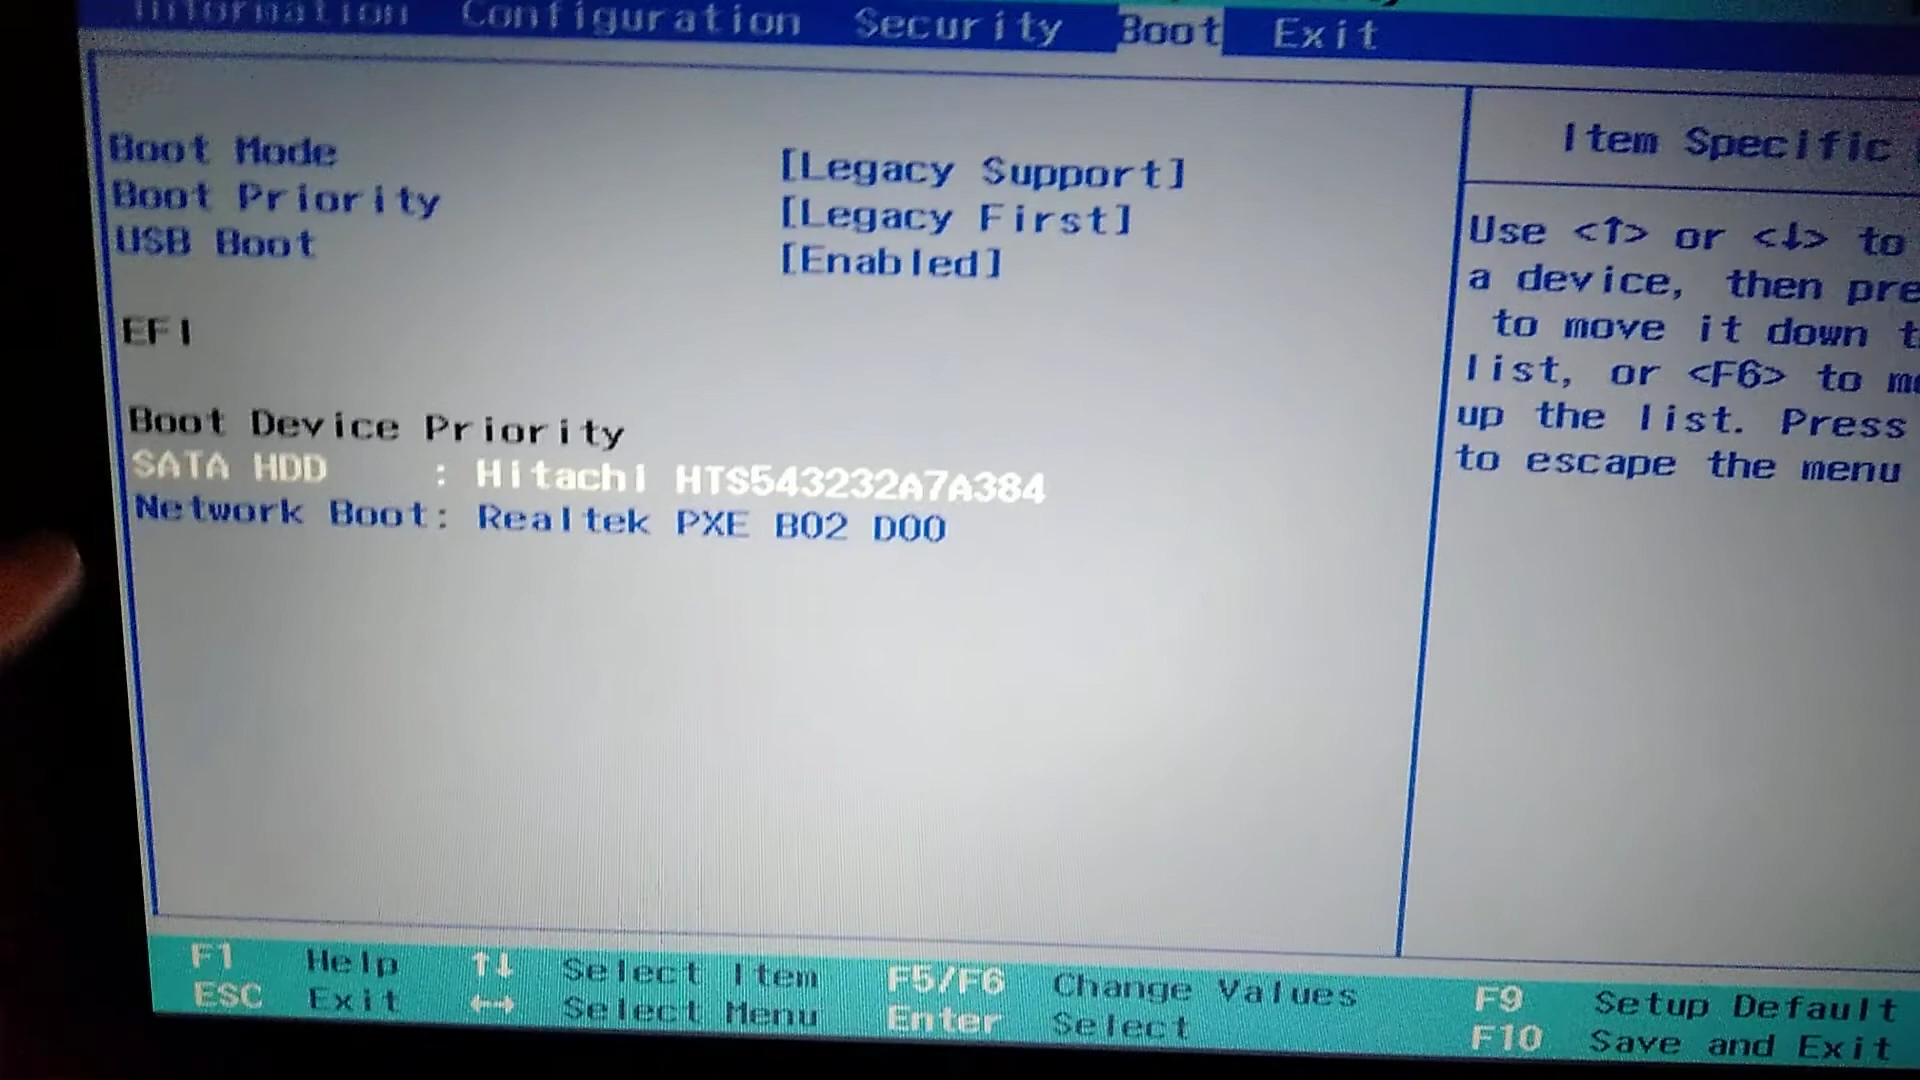 Information Configuration Security Boot Exit
Boot Mode [Legacy Support]
Boot Priority [Legacy First]
USB Boot [Enabled]
EFI
Boot Device Priority
SATA HDD : Hitachi HTS543232A7A384
Network Boot: Realtek PXE B02 D00
Item Specific
Use <↑> or <↓> to
a device, then
to move it down
list, or <F6> to
up the list. Press
to escape the menu
F1 Help ↑↓ Select Item F5/F6 Change Values F9 Setup Default
ESC Exit ↔ Select Menu Enter Select F10 Save and Exit